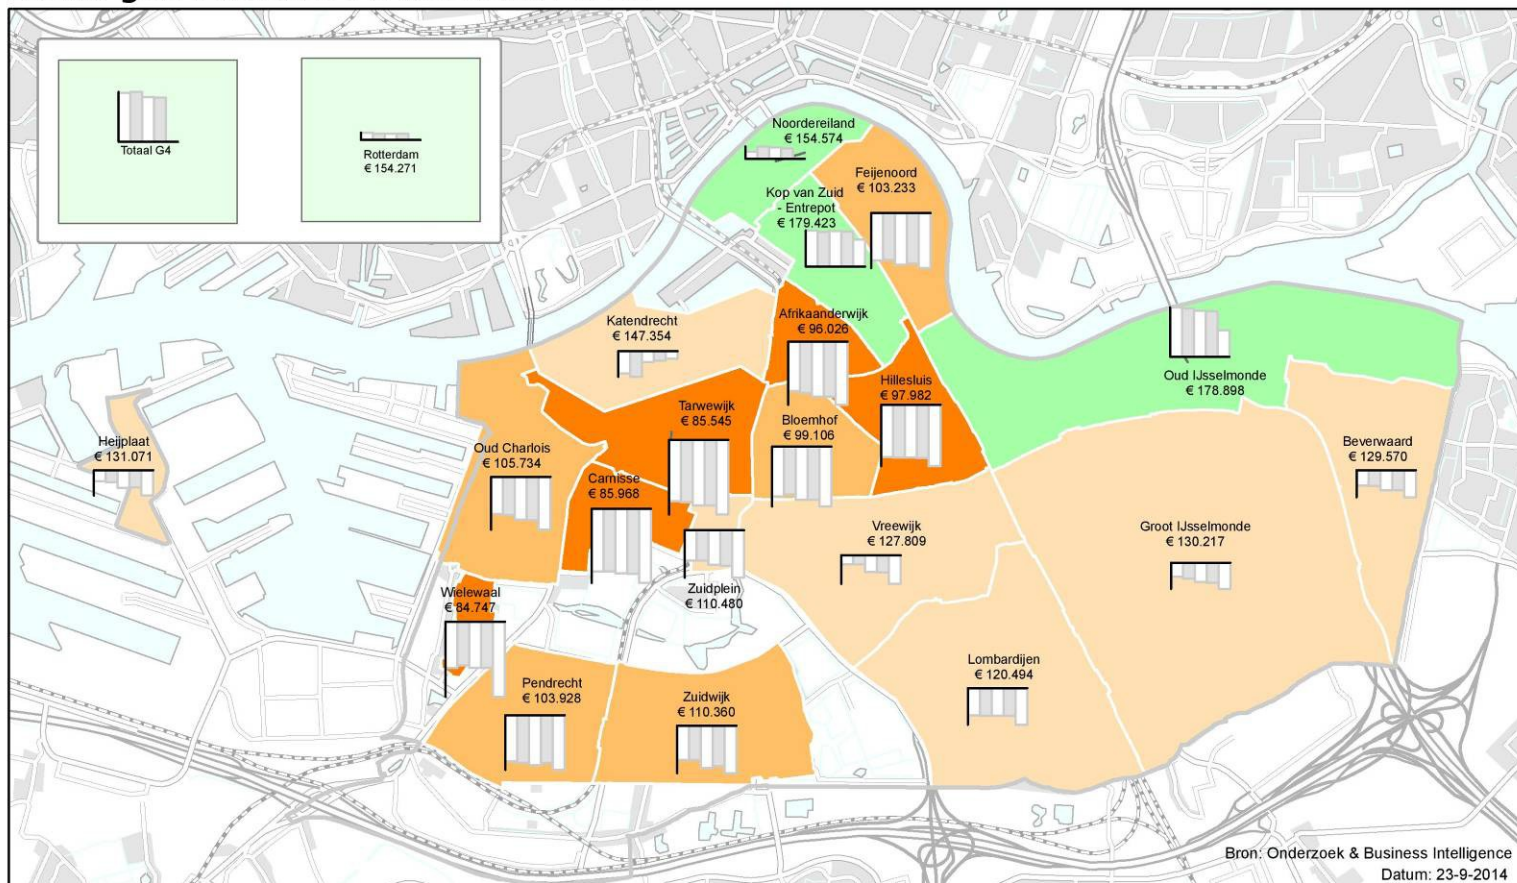 Totaal G4
Rotterdam
€ 154.271
Noordereiland
€ 154.574
Feijenoord
€ 103.233
Kop van Zuid
- Entrepot
€ 179.423
Katendrecht
€ 147.354
Afrikaanderwijk
€ 96.026
Hillesluis
€ 97.982
Oud IJsselmonde
€ 178.898
Tarwewijk
€ 85.545
Bloemhof
€ 99.106
Heijplaat
€ 131.071
Oud Charlois
€ 105.734
Carnisse
€ 85.968
Beverwaard
€ 129.570
Vreewijk
€ 127.809
Groot IJsselmonde
€ 130.217
Wielewaal
€ 84.747
Zuidplein
€ 110.480
Lombardijen
€ 120.494
Pendrecht
€ 103.928
Zuidwijk
€ 110.360
Bron: Onderzoek & Business Intelligence
Datum: 23-9-2014